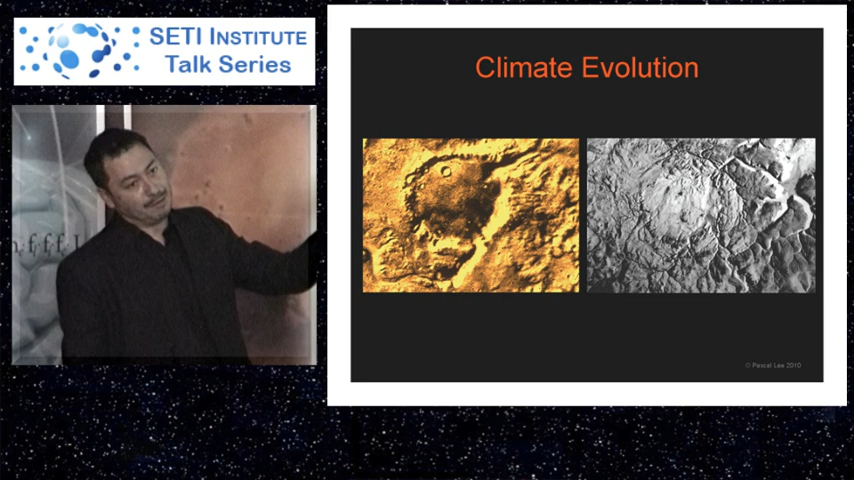 SETI INSTITUTE
Talk Series
Climate Evolution
© Pascal Lee 2010